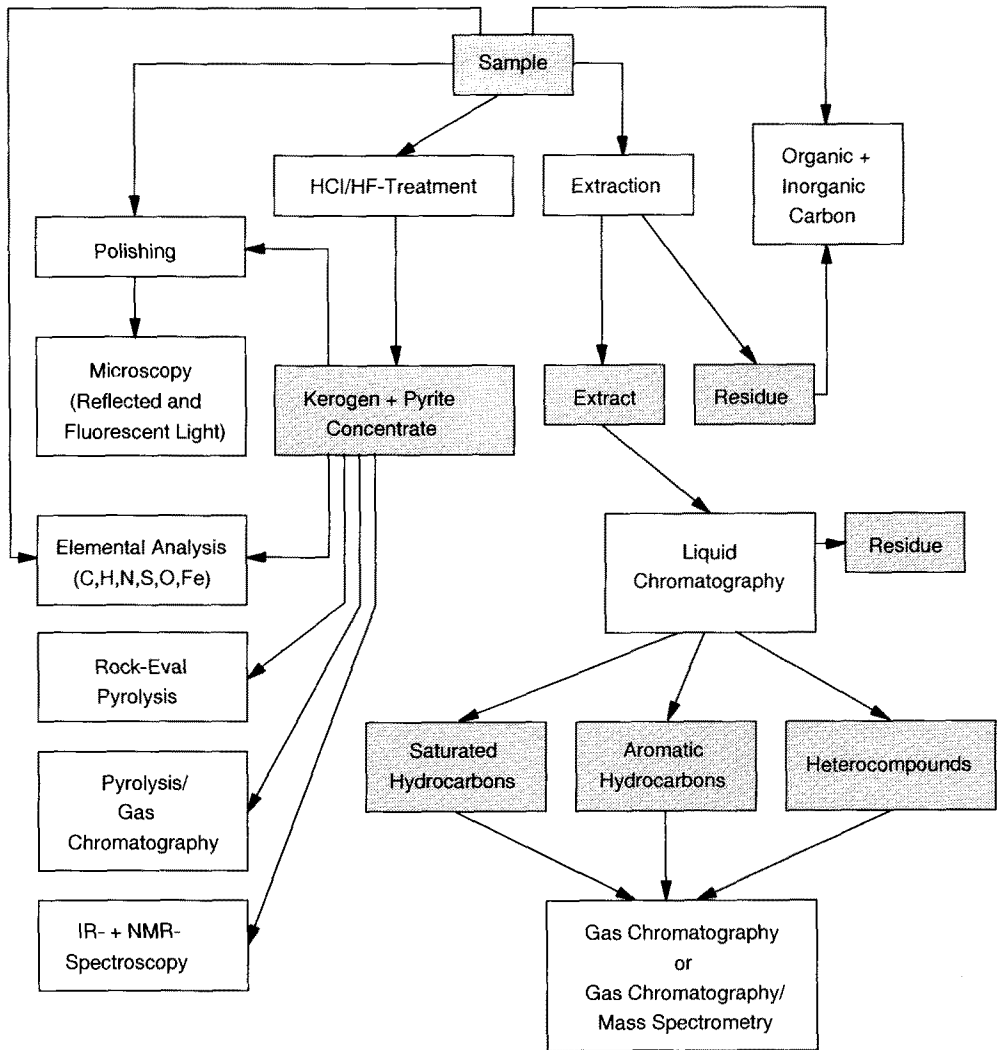 Sample
HCl/HF-Treatment
Extraction
Organic +
Inorganic
Carbon
Polishing
Microscopy
(Reflected and
Fluorescent Light)
Kerogen + Pyrite
Concentrate
Extract
Residue
Elemental Analysis
(C,H,N,S,O,Fe)
Liquid
Chromatography
Residue
Rock-Eval
Pyrolysis
Saturated
Hydrocarbons
Aromatic
Hydrocarbons
Heterocompounds
Pyrolysis/
Gas
Chromatography
IR- + NMR-
Spectroscopy
Gas Chromatography
or
Gas Chromatography/
Mass Spectrometry